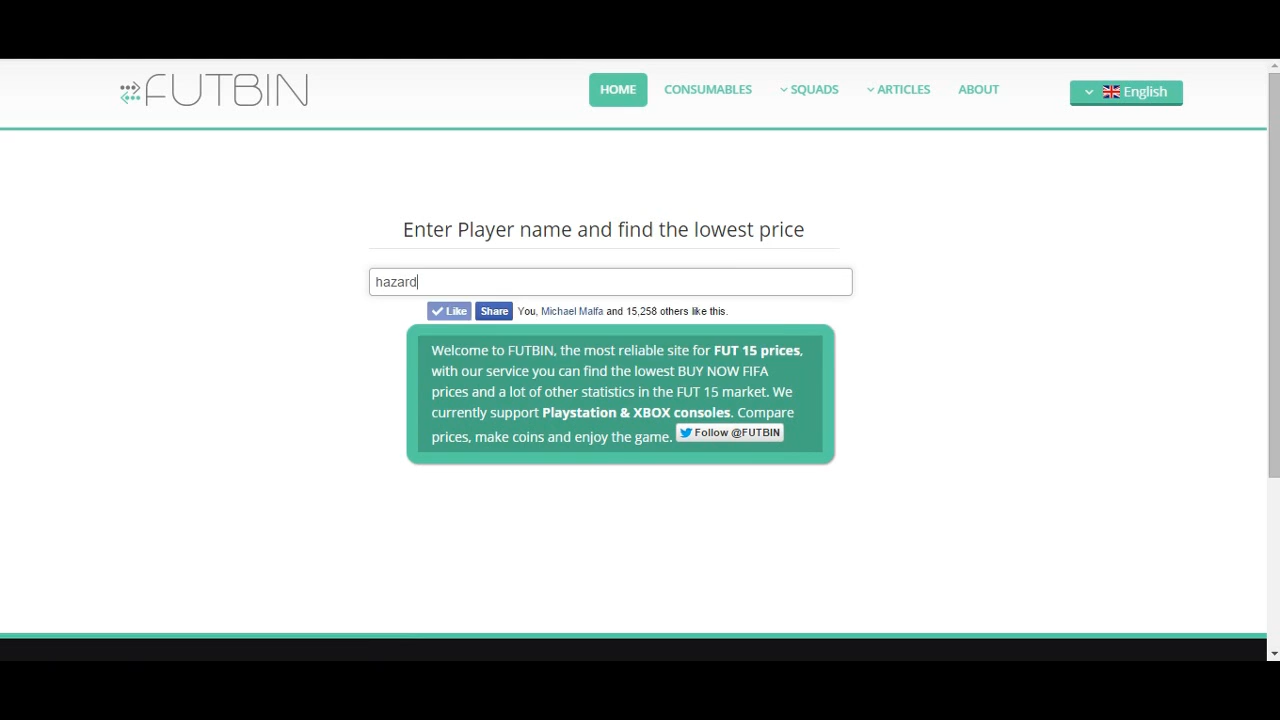 FUTBIN
HOME CONSUMABLES SQUADS ARTICLES ABOUT English
Enter Player name and find the lowest price
hazard
Like Share You, Michael Malfa and 15,258 others like this.
Welcome to FUTBIN, the most reliable site for FUT 15 prices,
with our service you can find the lowest BUY NOW FIFA
prices and a lot of other statistics in the FUT 15 market. We
currently support Playstation & XBOX consoles. Compare
prices, make coins and enjoy the game. Follow @FUTBIN